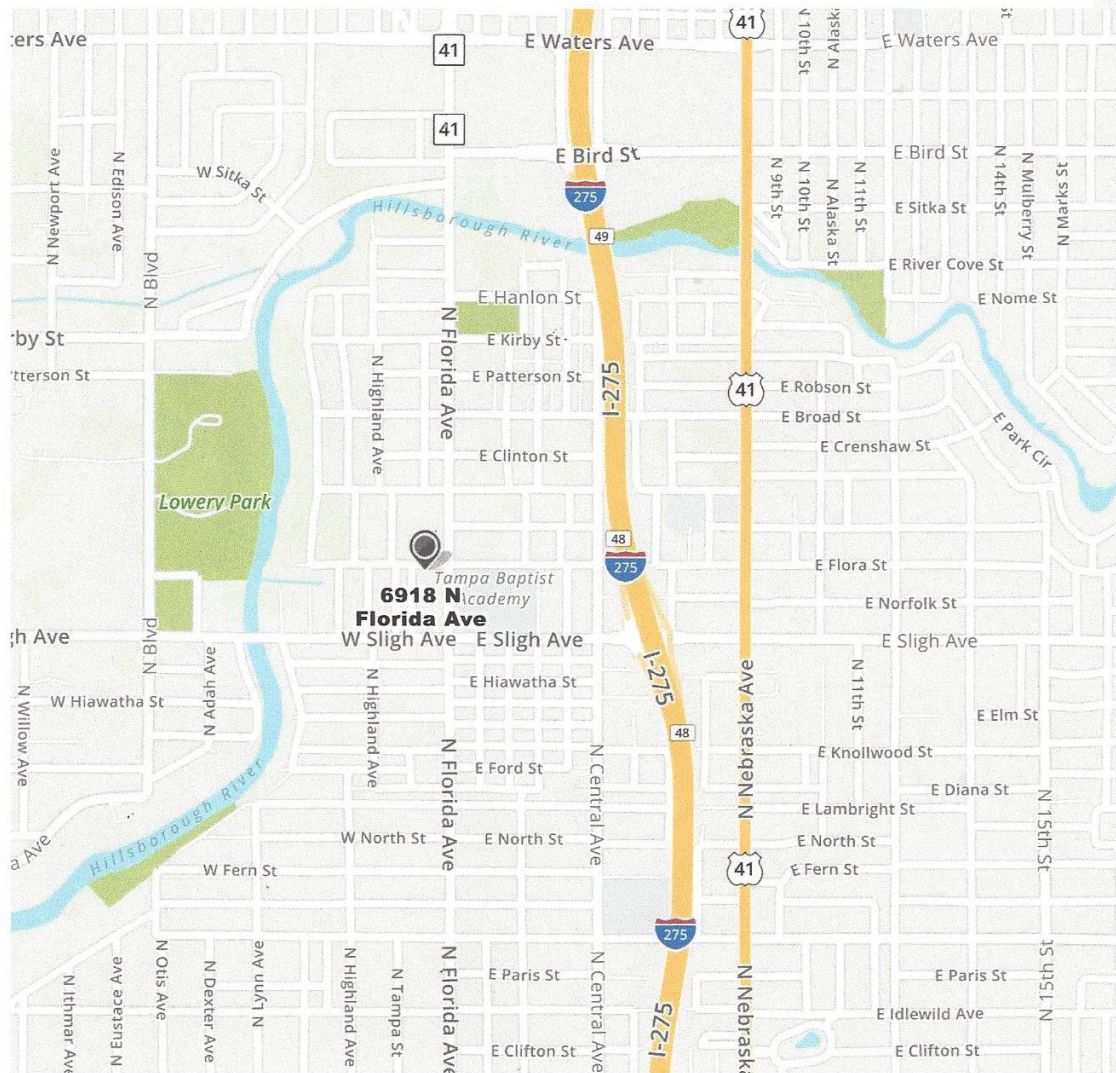 ters Ave
41
E Waters Ave
41
N 10th St
N Alask
E Waters Ave
St
41
E Bird St
E Bird St
N Newport Ave
N Edison Ave
W Sitka St
275
N 9th St
N 10th St
N Alaska St
N 11th St
E Sitka St
N 14th St
N Mulberry St
N Marks St
Hillsborough River
49
N Blvd
E River Cove St
E Hanlon St
E Nome St
rby St
N Florida Ave
E Kirby St
tterson St
N Highland Ave
E Patterson St
I-275
41
E Robson St
E Broad St
E Clinton St
E Crenshaw St
E Park Cir
Lowery Park
48
275
E Flora St
Tampa Baptist
Academy
6918 N
Florida Ave
E Norfolk St
gh Ave
N Blvd
W Sligh Ave
E Sligh Ave
E Sligh Ave
N Willow Ave
W Hiawatha St
N Adah Ave
N Highland Ave
E Hiawatha St
I-275
N Nebraska Ave
N 11th St
E Elm St
48
N Florida Ave
E Ford St
N Central Ave
E Knollwood St
E Diana St
Hillsborough River
E Lambright St
N 15th St
a Ave
W North St
E North St
E North St
W Fern St
41
E Fern St
275
N Ithmar Ave
N Eustace Ave
N Otis Ave
N Dexter Ave
N Lynn Ave
N Highland Ave
N Tampa St
N Florida Ave
E Paris St
N Central Ave
I-275
N Nebraska
E Paris St
N 15th St
E Idlewild Ave
E Clifton St
E Clifton St